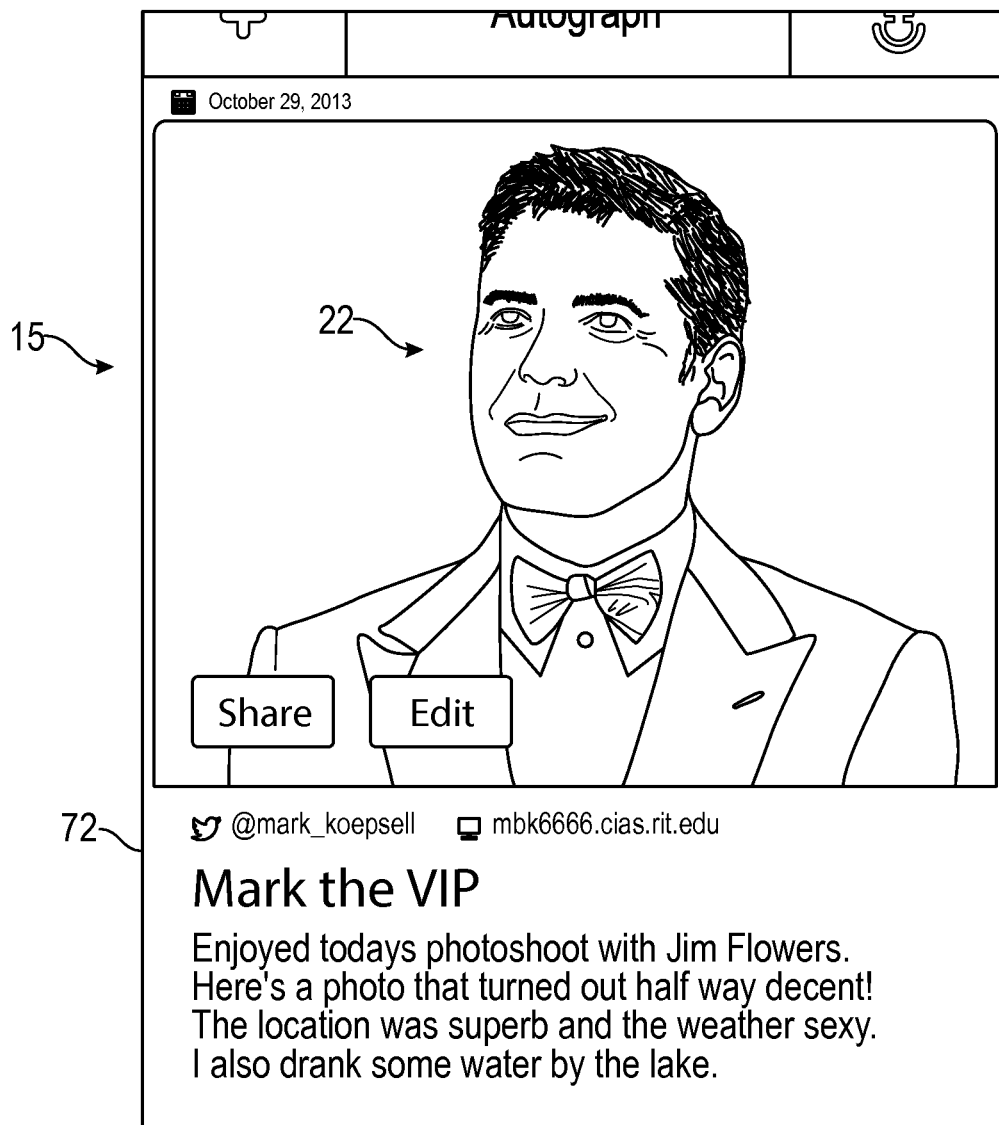 Autograph
October 29, 2013
15
22
Share Edit
72
@mark_koepsell mbk6666.cias.rit.edu
Mark the VIP
Enjoyed todays photoshoot with Jim Flowers.
Here's a photo that turned out half way decent!
The location was superb and the weather sexy.
I also drank some water by the lake.